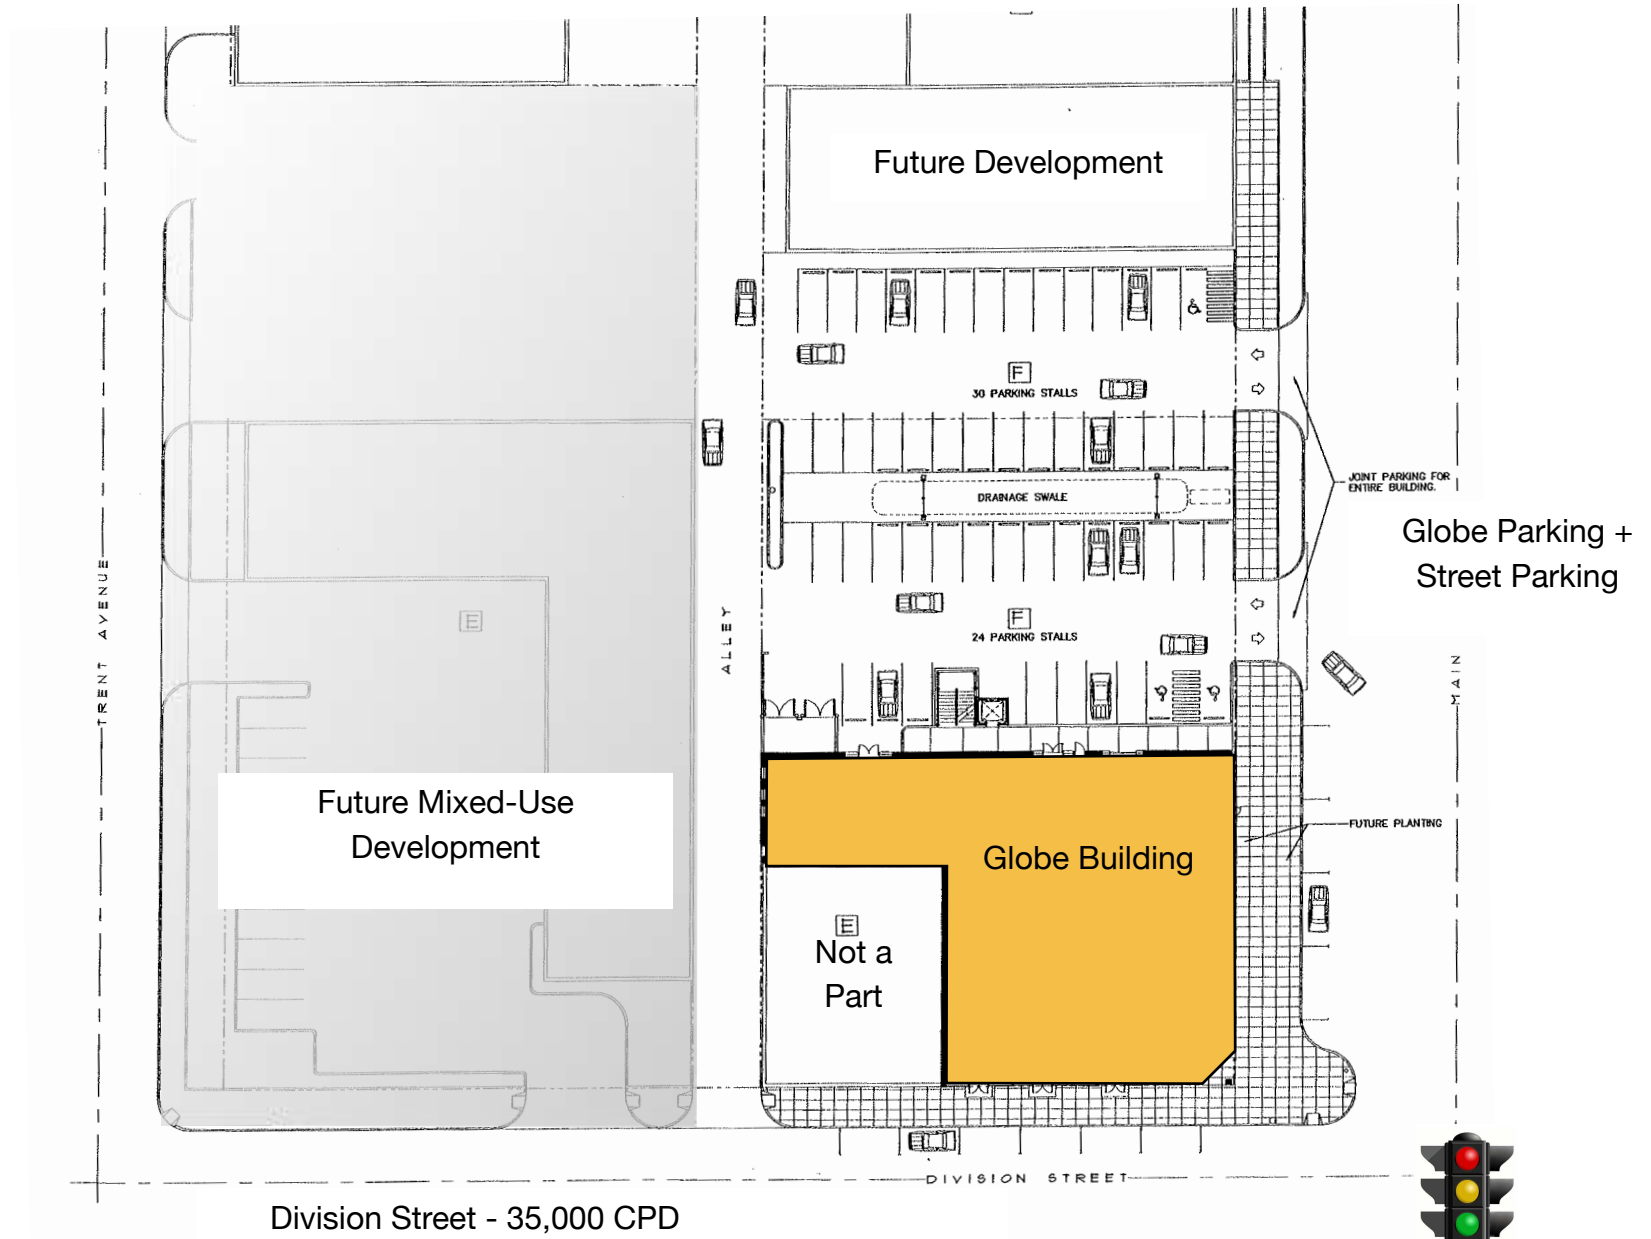 Future Development
F
30 PARKING STALLS
DRAINAGE SWALE
JOINT PARKING FOR
ENTIRE BUILDING.
Globe Parking +
Street Parking
TRENT AVENUE
E
ALLEY
F
24 PARKING STALLS
MAIN
Future Mixed-Use
Development
FUTURE PLANTING
Globe Building
E
Not a
Part
DIVISION STREET
Division Street - 35,000 CPD